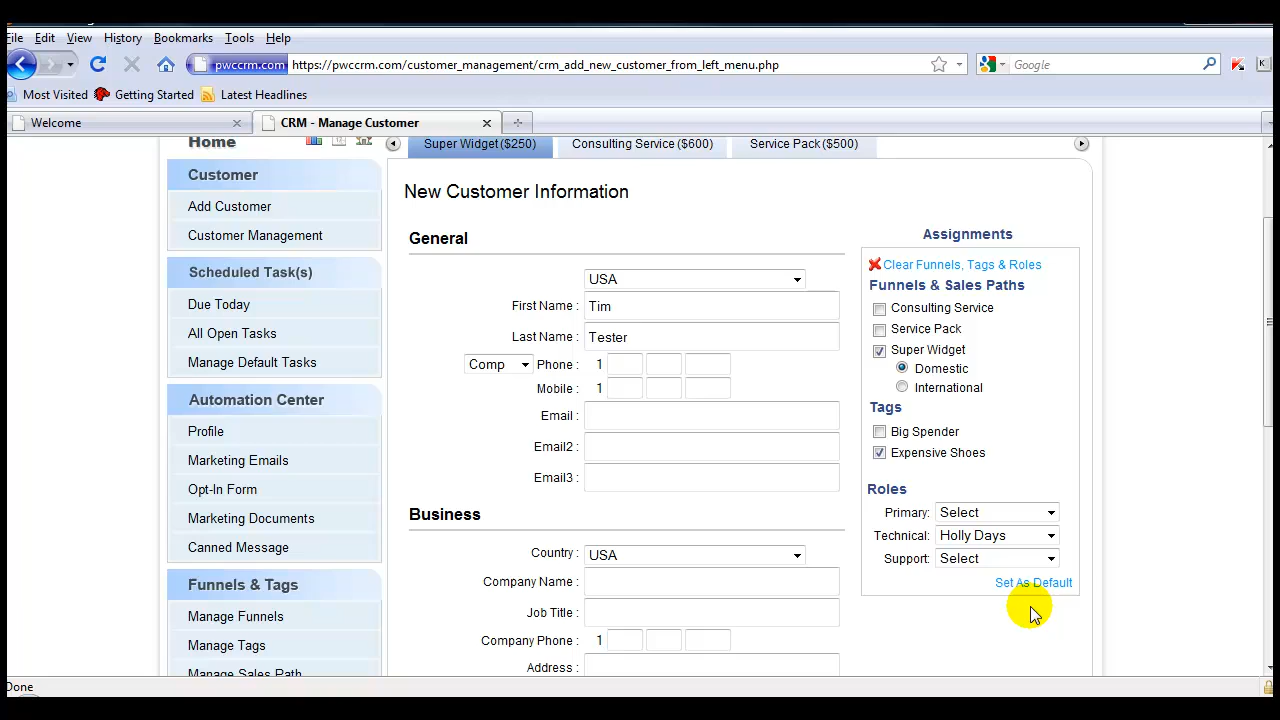 File Edit View History Bookmarks Tools Help
pwccrm.com https://pwccrm.com/customer_management/crm_add_new_customer_from_left_menu.php Google
Most Visited Getting Started Latest Headlines
Welcome CRM - Manage Customer
Home
Customer
Add Customer
Customer Management
Scheduled Task(s)
Due Today
All Open Tasks
Manage Default Tasks
Automation Center
Profile
Marketing Emails
Opt-In Form
Marketing Documents
Canned Message
Funnels & Tags
Manage Funnels
Manage Tags
Manage Sales Path
Super Widget ($250) Consulting Service ($600) Service Pack ($500)
New Customer Information
General
USA
First Name : Tim
Last Name : Tester
Comp Phone : 1
Mobile : 1
Email :
Email2 :
Email3 :
Business
Country : USA
Company Name :
Job Title :
Company Phone : 1
Address :
Assignments
Clear Funnels, Tags & Roles
Funnels & Sales Paths
Consulting Service
Service Pack
Super Widget
Domestic
International
Tags
Big Spender
Expensive Shoes
Roles
Primary: Select
Technical: Holly Days
Support: Select
Set As Default
Done